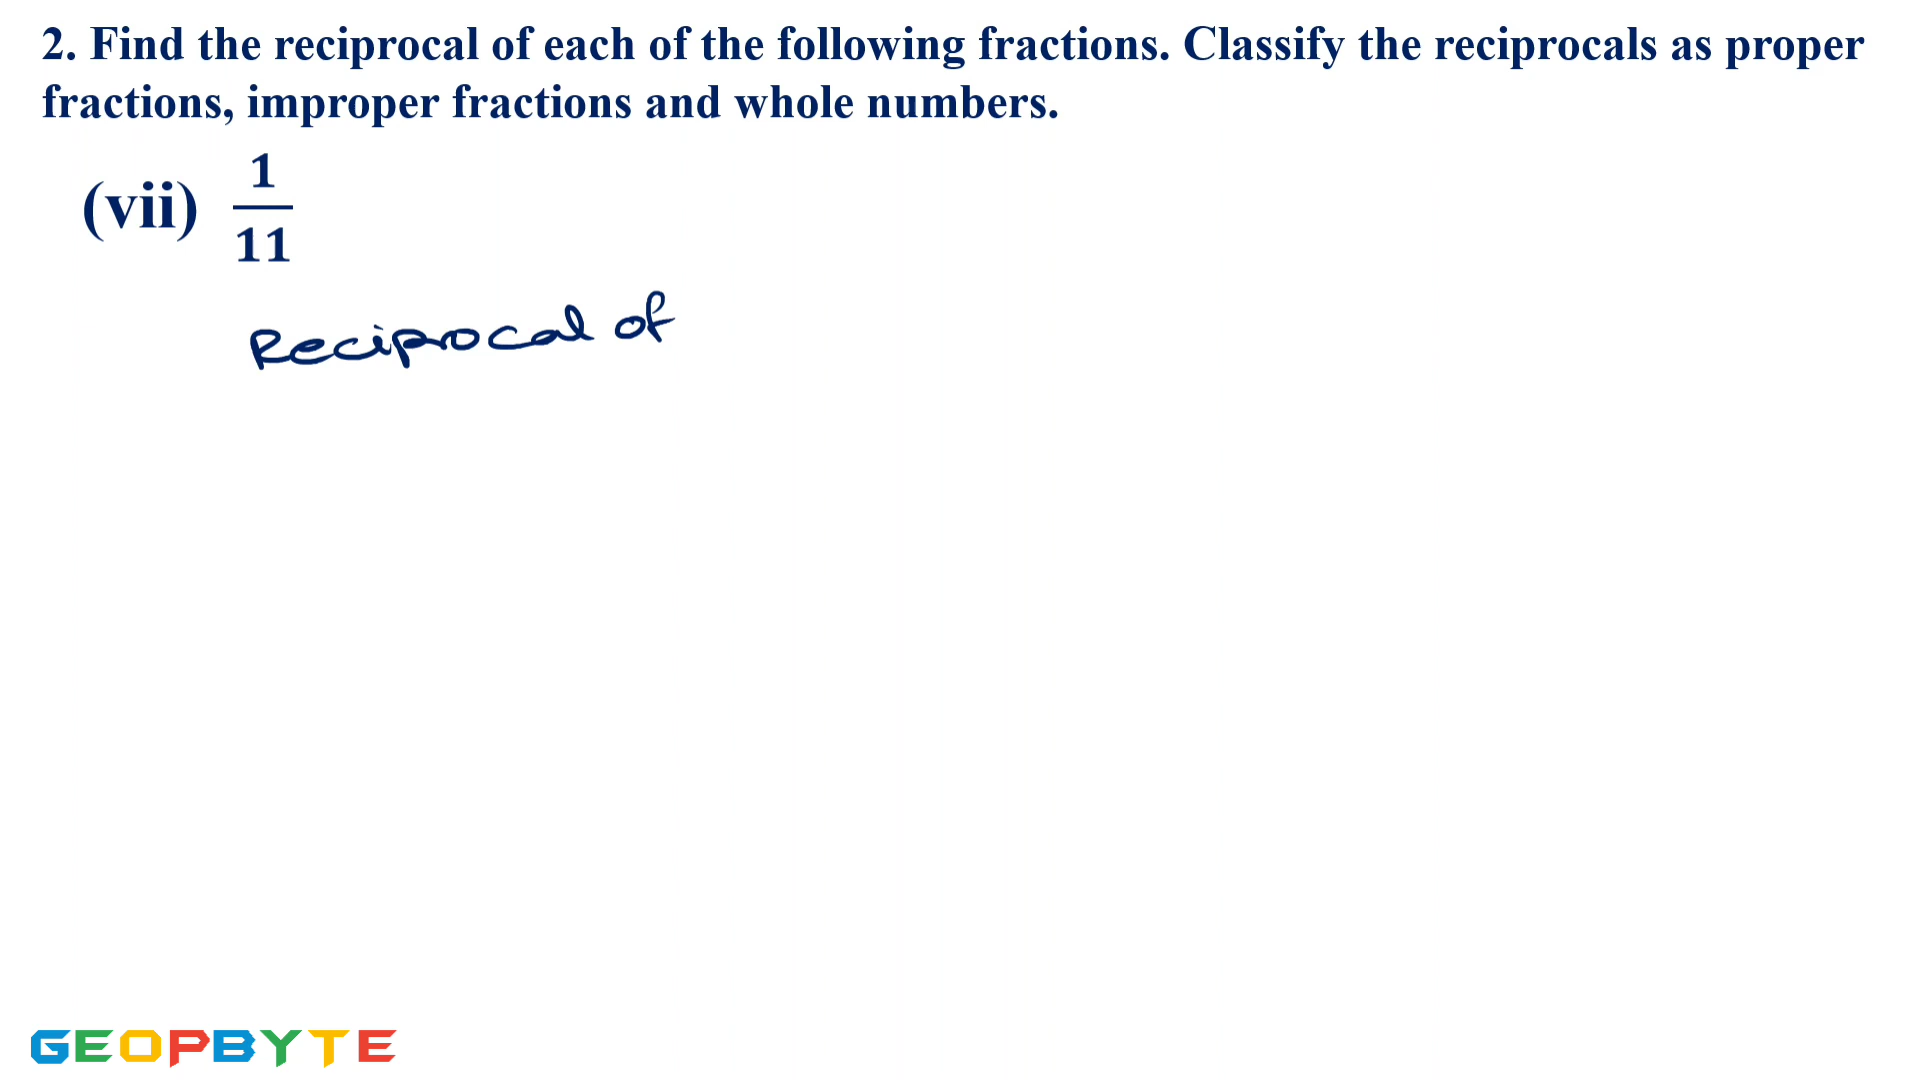 2. Find the reciprocal of each of the following fractions. Classify the reciprocals as proper
fractions, improper fractions and whole numbers.
(vii) 1/11
Reciprocal of
GEOPBYTE